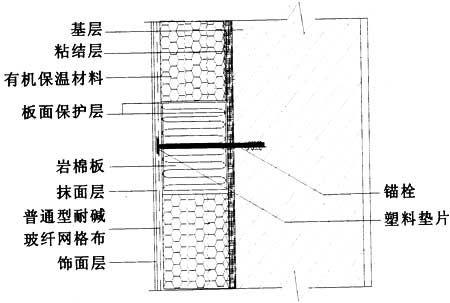 基层
粘结层
有机保温材料
板面保护层
岩棉板
抹面层
普通型耐碱
玻纤网格布
饰面层
锚栓
塑料垫片